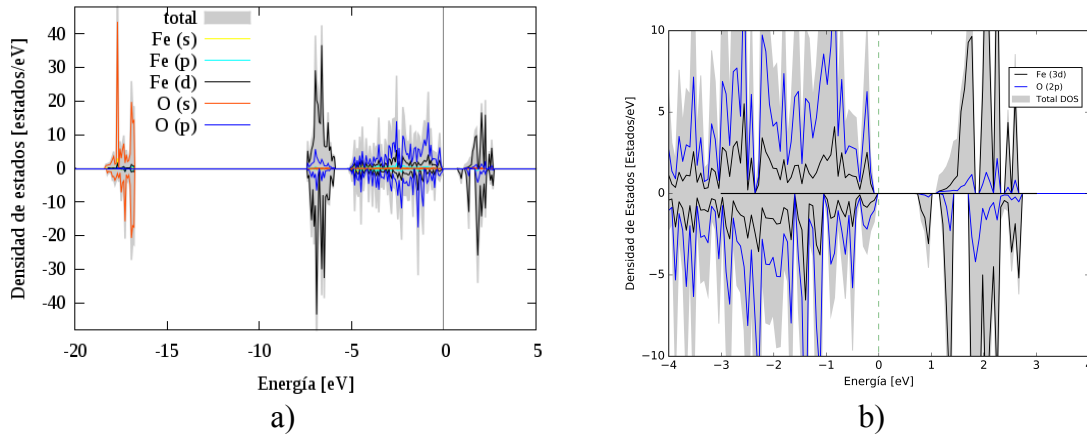 Densidad de estados [estados/eV]
40
30
20
10
0
-10
-20
-30
-40
total
Fe (s)
Fe (p)
Fe (d)
O (s)
O (p)
-20
-15
-10
-5
0
5
Energía [eV]
a)
Densidad de Estados [Estados/eV]
10
5
0
−5
−10
Fe (3d)
O (2p)
Total DOS
−4
−3
−2
−1
0
1
2
3
4
Energía [eV]
b)